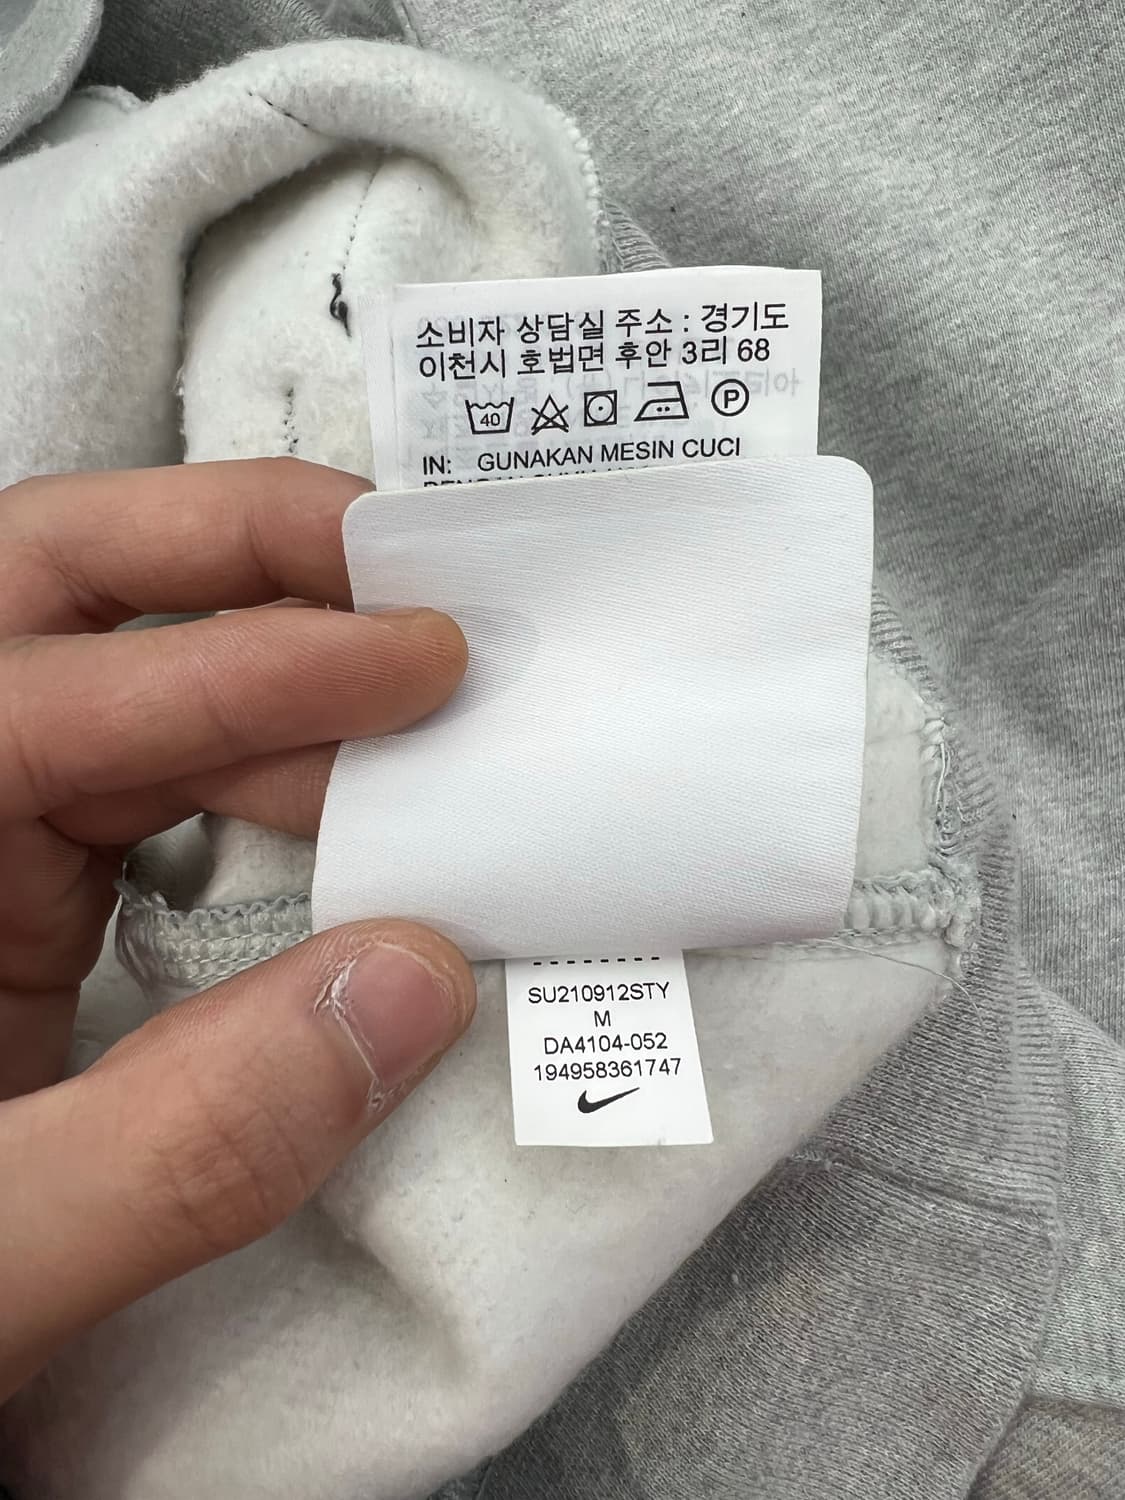 소비자 상담실 주소 : 경기도
이천시 호법면 후안 3리 68
40 P
IN: GUNAKAN MESIN CUCI
SU210912STY
M
DA4104-052
194958361747